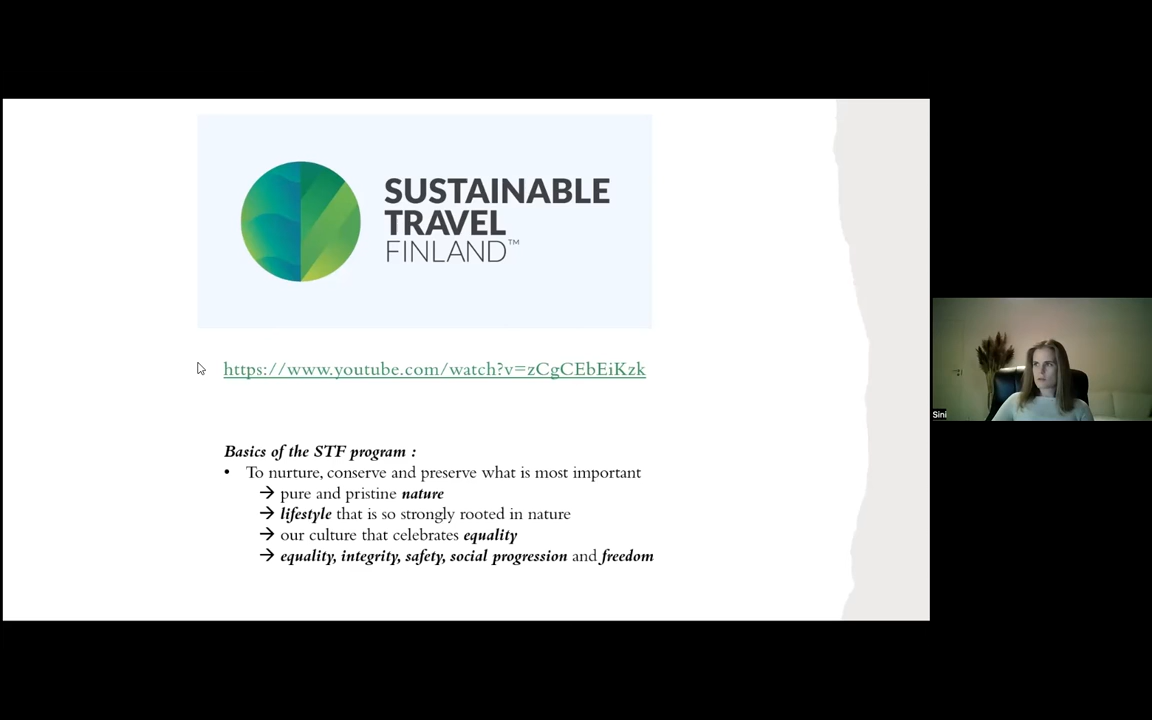 SUSTAINABLE
TRAVEL
FINLAND™
https://www.youtube.com/watch?v=zCgCEbEiKzk
Basics of the STF program :
• To nurture, conserve and preserve what is most important
→ pure and pristine nature
→ lifestyle that is so strongly rooted in nature
→ our culture that celebrates equality
→ equality, integrity, safety, social progression and freedom
Sini